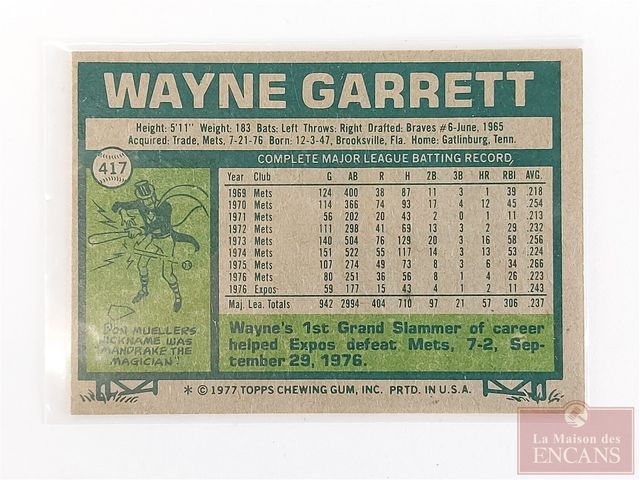 WAYNE GARRETT
Height: 5'11" Weight: 183 Bats: Left Throws: Right Drafted: Braves #6-June, 1965
Acquired: Trade, Mets, 7-21-76 Born: 12-3-47, Brooksville, Fla. Home: Gatlinburg, Tenn.
417
COMPLETE MAJOR LEAGUE BATTING RECORD
Year Club G AB R H 2B 3B HR RBI AVG.
1969 Mets 124 400 38 87 11 3 1 39 .218
1970 Mets 114 366 74 93 17 4 12 45 .254
1971 Mets 56 202 20 43 2 0 1 11 .213
1972 Mets 111 298 41 69 13 3 2 29 .232
1973 Mets 140 504 76 129 20 3 16 58 .256
1974 Mets 151 522 55 117 14 3 13 53 .224
1975 Mets 107 274 49 73 8 3 6 34 .266
1976 Mets 80 251 36 56 8 1 4 26 .223
1976 Expos 59 177 15 43 4 1 2 11 .243
Maj. Lea. Totals 942 2994 404 710 97 21 57 306 .237
DON MUELLERS
NICKNAME WAS
MANDRAKE THE
MAGICIAN!
Wayne's 1st Grand Slammer of career
helped Expos defeat Mets, 7-2, Sep-
tember 29, 1976.
* © 1977 TOPPS CHEWING GUM, INC. PRTD. IN U.S.A.
La Maison des
ENCANS